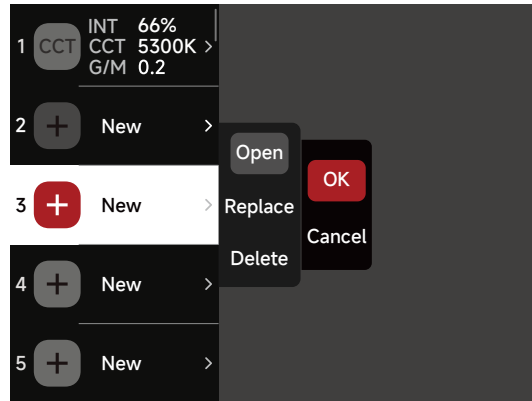 1 CCT INT 66%
CCT 5300K >
G/M 0.2
2 + New >
3 + New >
4 + New >
5 + New >
Open
Replace
Delete
OK
Cancel